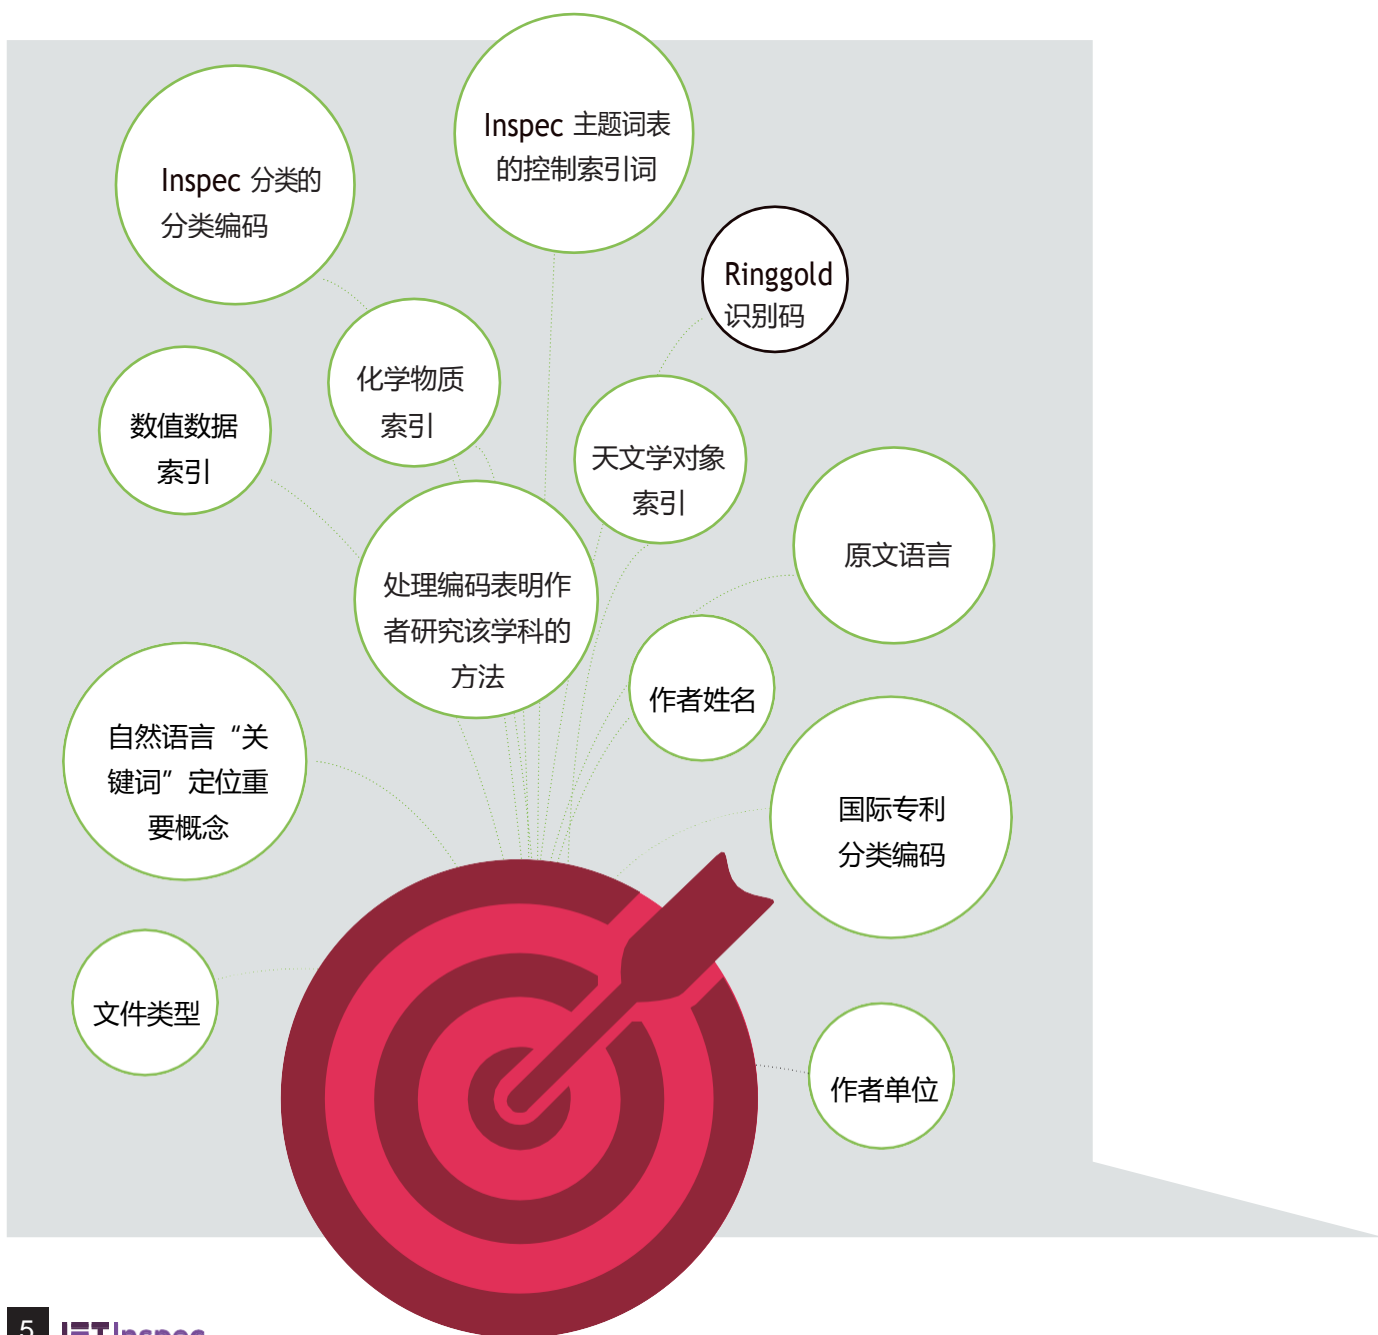 Inspec 主题词表
的控制索引词
Inspec 分类的
分类编码
Ringgold
识别码
化学物质
索引
数值数据
索引
天文学对象
索引
原文语言
处理编码表明作
者研究该学科的
方法
作者姓名
自然语言“关
键词”定位重
要概念
国际专利
分类编码
文件类型
作者单位
5 IET Inspec